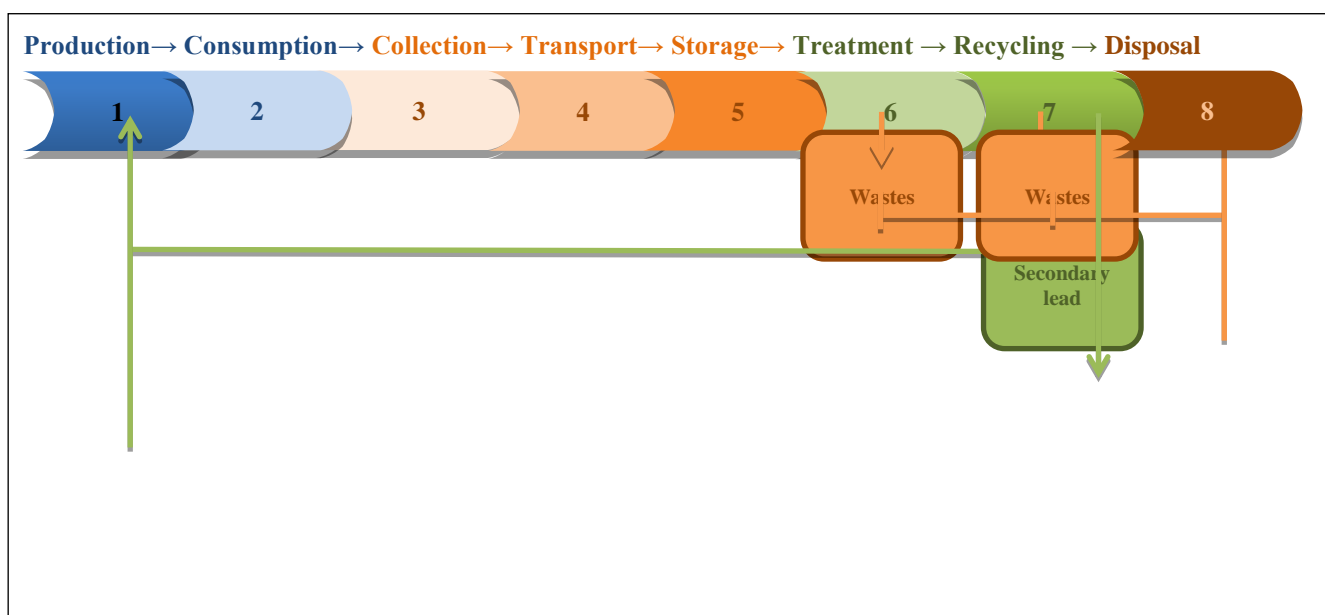 Production→ Consumption→ Collection→ Transport→ Storage→ Treatment → Recycling → Disposal
1 2 3 4 5 6 7 8
Wastes Wastes
Secondary
lead